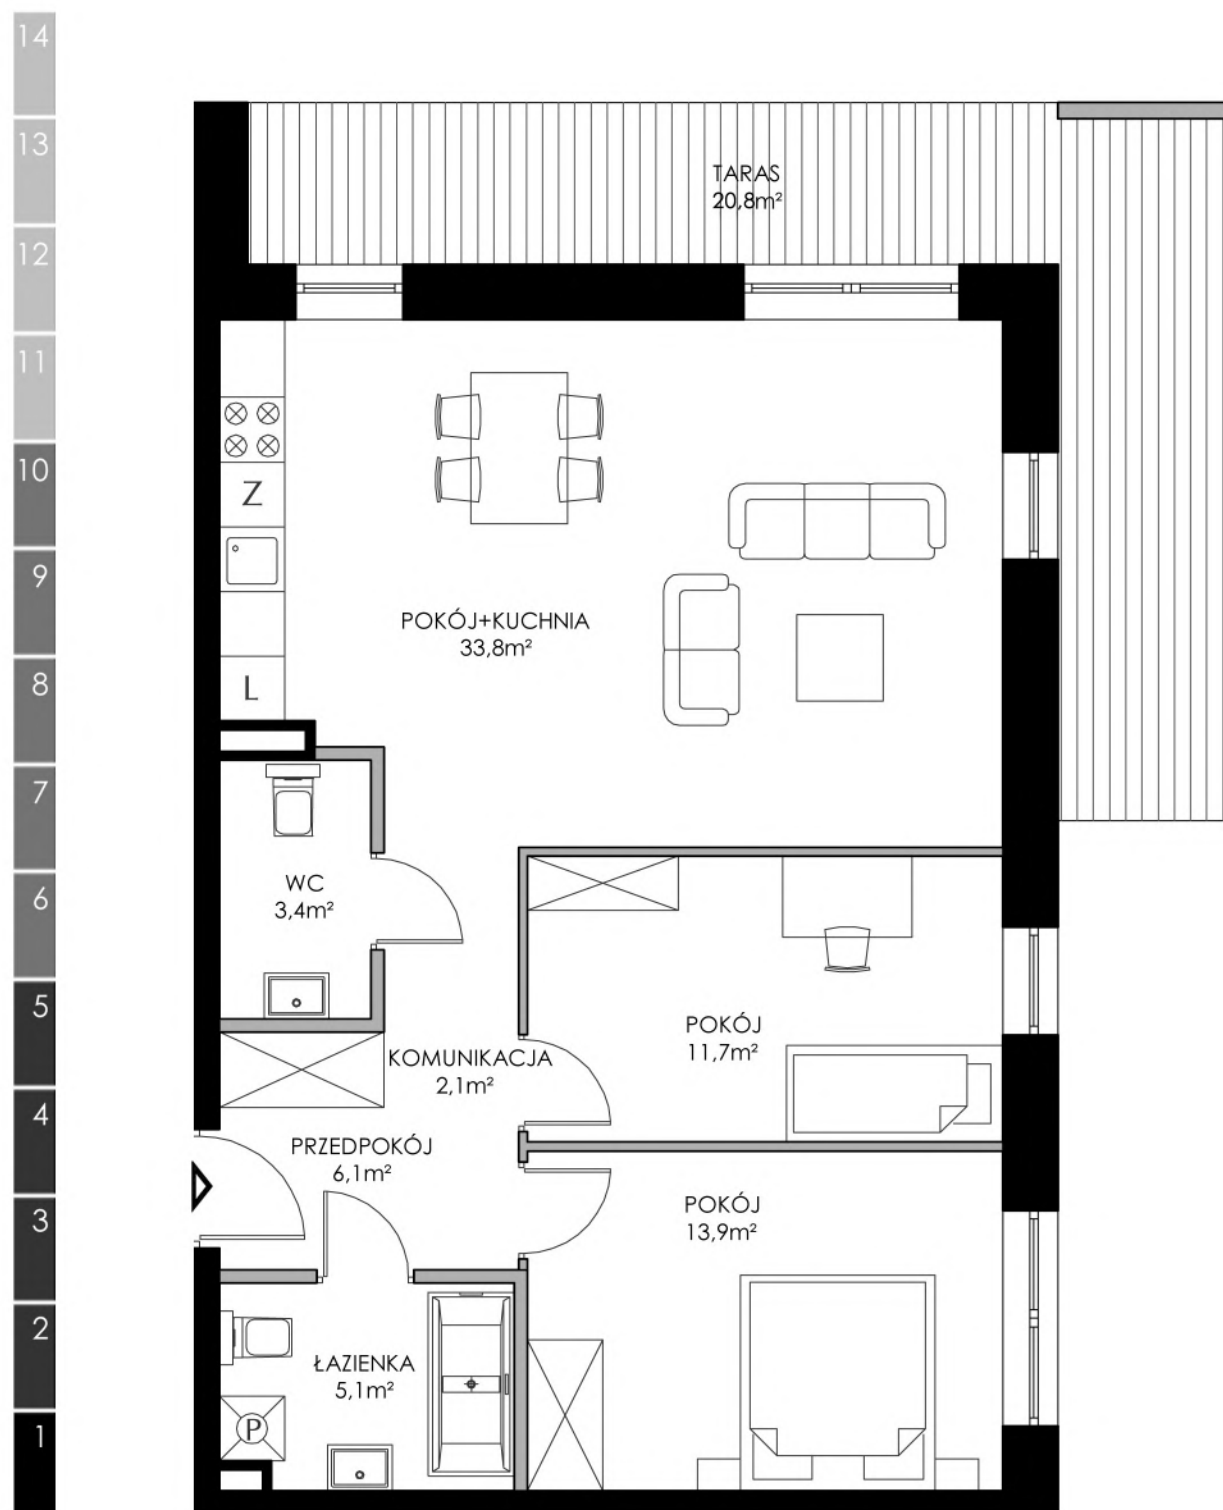 14
13
12
11
10
9
8
7
6
5
4
3
2
1
TARAS
20,8m²
Z
POKÓJ+KUCHNIA
33,8m²
L
WC
3,4m²
POKÓJ
11,7m²
KOMUNIKACJA
2,1m²
PRZEDPOKÓJ
6,1m²
POKÓJ
13,9m²
ŁAZIENKA
5,1m²
P